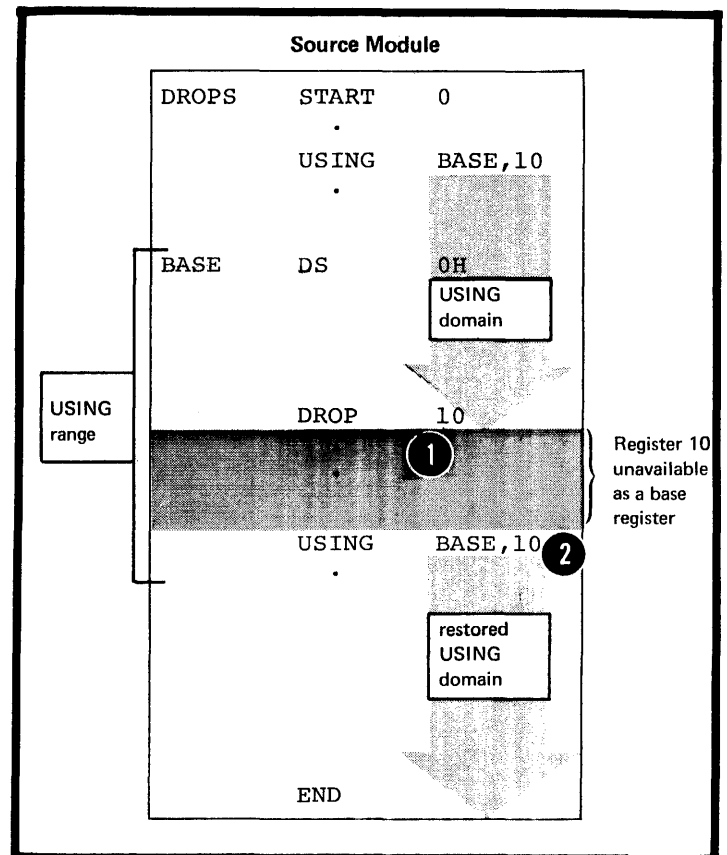 Source Module
DROPS START 0
.
USING BASE,10
.
BASE DS 0H
USING
domain
USING
range
DROP 10
1
.
Register 10
unavailable
as a base
register
USING BASE,10 2
.
restored
USING
domain
END